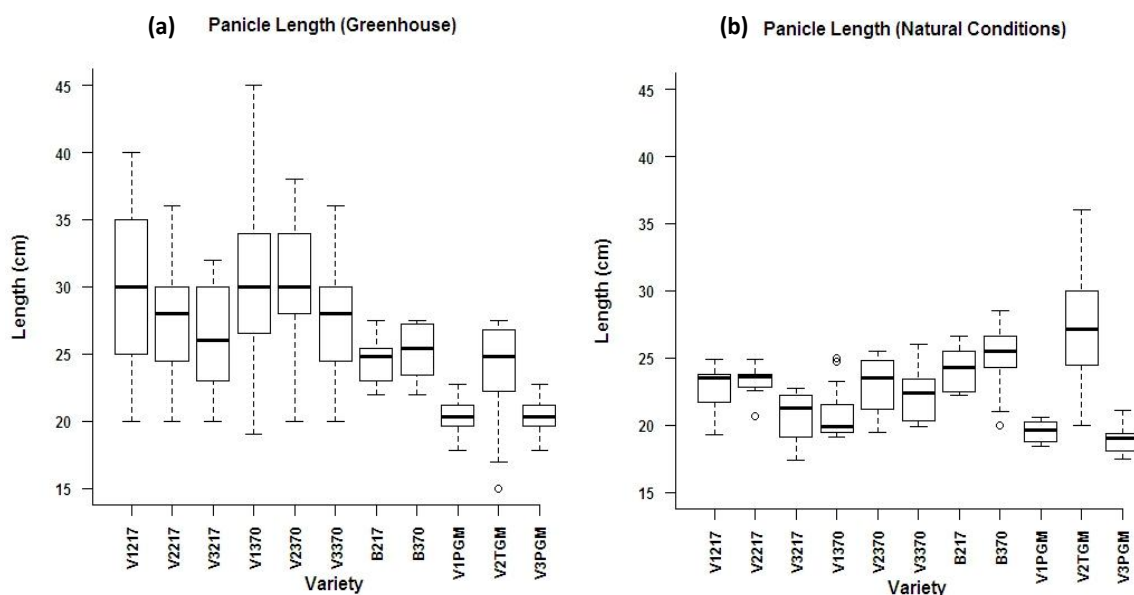 (a) Panicle Length (Greenhouse)
45
40
35
30
25
20
15
Length (cm)
V1217 V2217 V3217 V1370 V2370 V3370 B217 B370 V1PGM V2TGM V3PGM
Variety
(b) Panicle Length (Natural Conditions)
45
40
35
30
25
20
15
Length (cm)
V1217 V2217 V3217 V1370 V2370 V3370 B217 B370 V1PGM V2TGM V3PGM
Variety